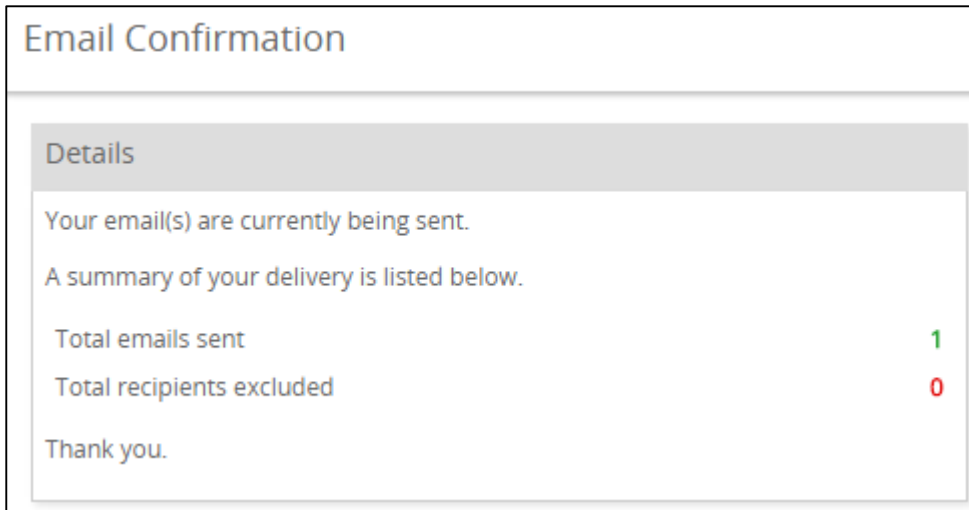 Email Confirmation
Details
Your email(s) are currently being sent.
A summary of your delivery is listed below.
Total emails sent 1
Total recipients excluded 0
Thank you.